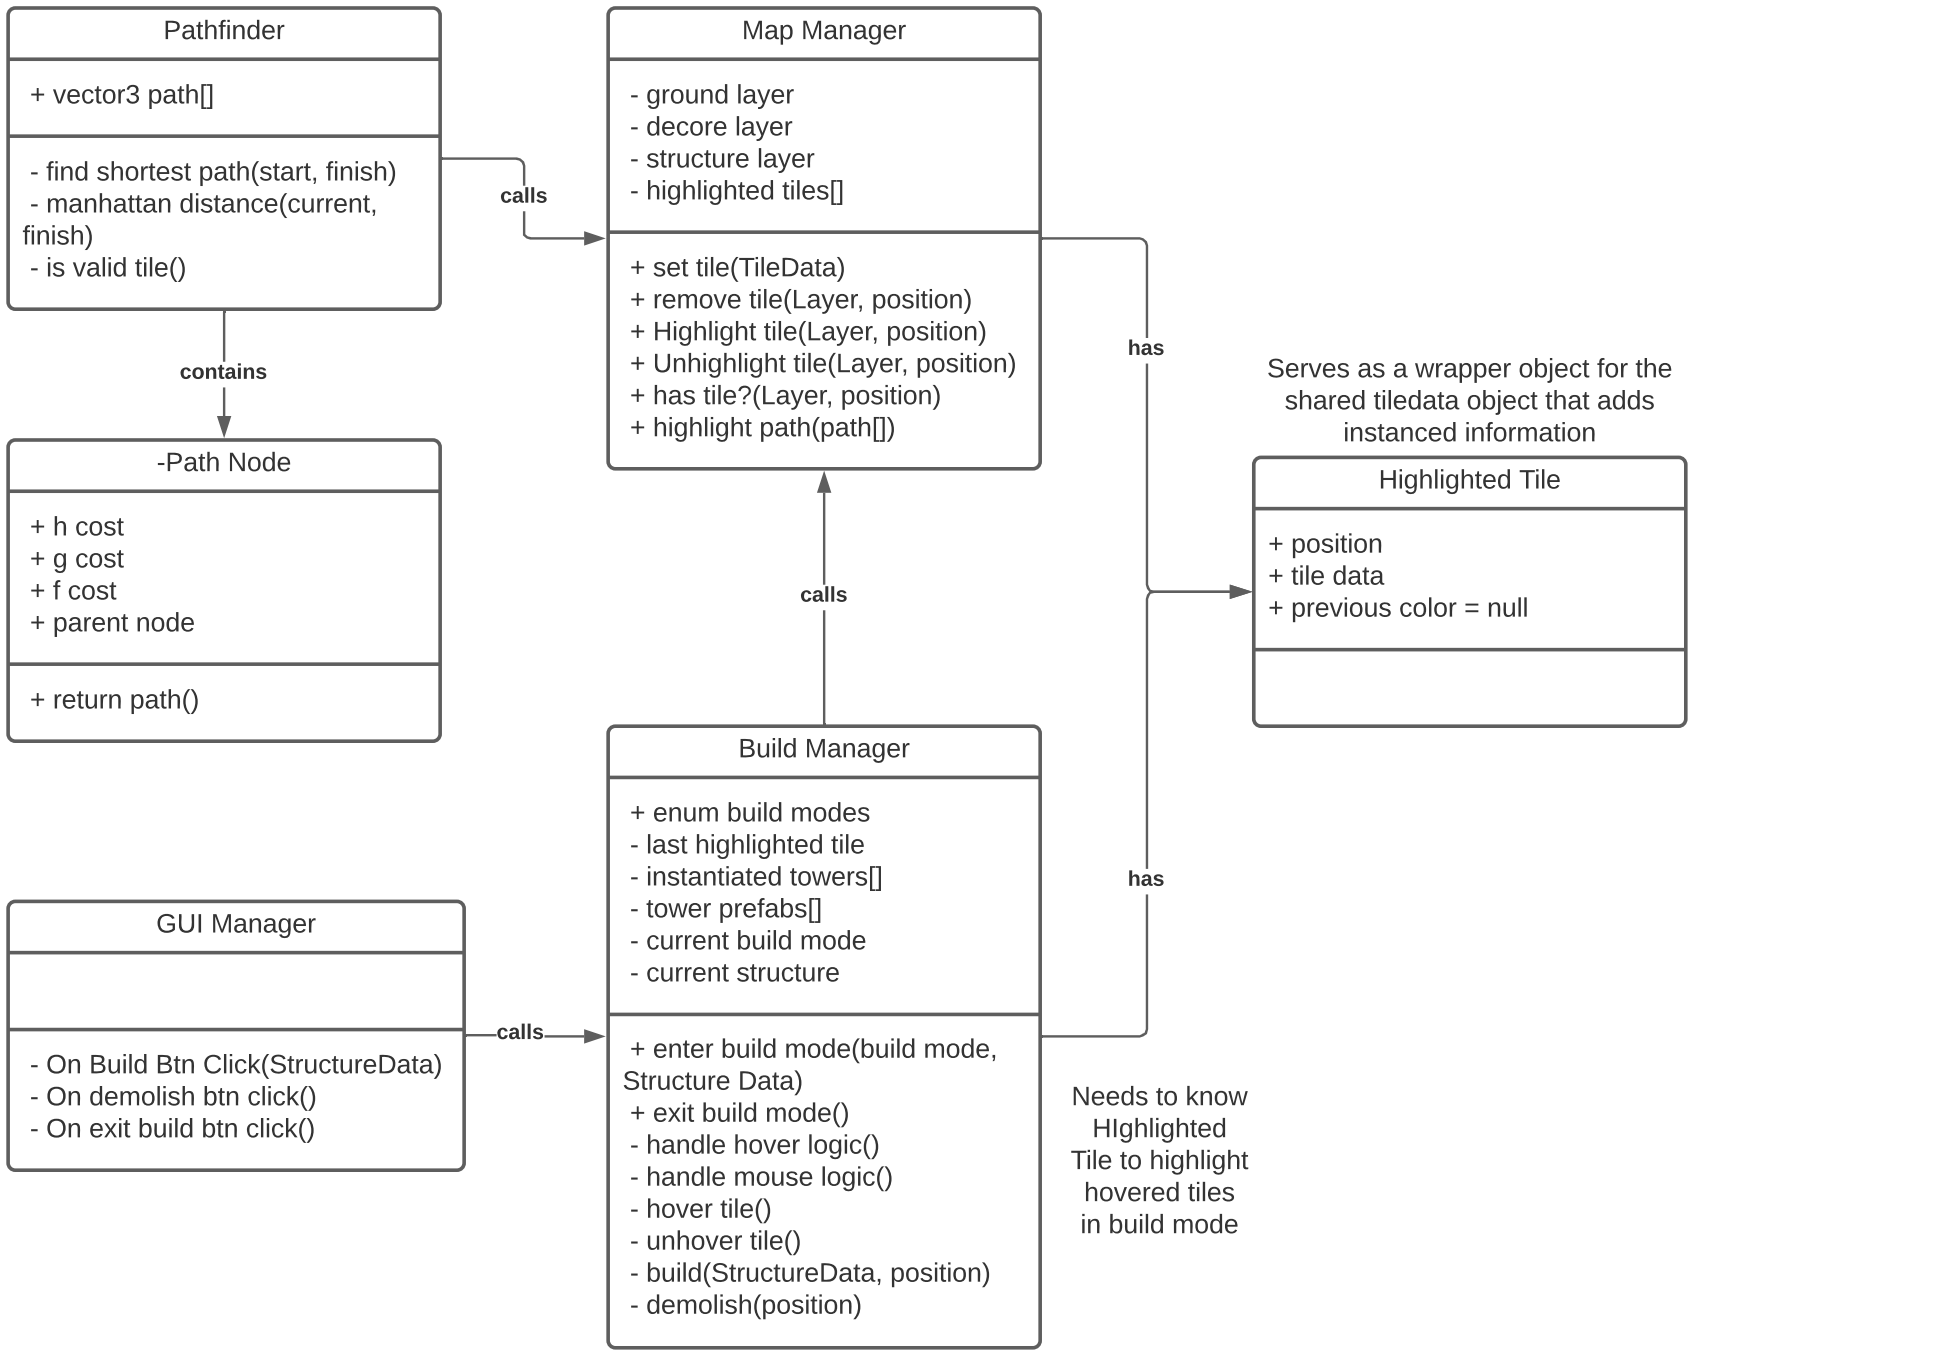 Pathfinder
+ vector3 path[]
- find shortest path(start, finish)
- manhattan distance(current,
finish)
- is valid tile()
calls
contains
-Path Node
+ h cost
+ g cost
+ f cost
+ parent node
+ return path()
Map Manager
- ground layer
- decore layer
- structure layer
- highlighted tiles[]
+ set tile(TileData)
+ remove tile(Layer, position)
+ Highlight tile(Layer, position)
+ Unhighlight tile(Layer, position)
+ has tile?(Layer, position)
+ highlight path(path[])
has
Serves as a wrapper object for the
shared tiledata object that adds
instanced information
Highlighted Tile
+ position
+ tile data
+ previous color = null
calls
GUI Manager
- On Build Btn Click(StructureData)
- On demolish btn click()
- On exit build btn click()
calls
Build Manager
+ enum build modes
- last highlighted tile
- instantiated towers[]
- tower prefabs[]
- current build mode
- current structure
+ enter build mode(build mode,
Structure Data)
+ exit build mode()
- handle hover logic()
- handle mouse logic()
- hover tile()
- unhover tile()
- build(StructureData, position)
- demolish(position)
has
Needs to know
HIghlighted
Tile to highlight
hovered tiles
in build mode